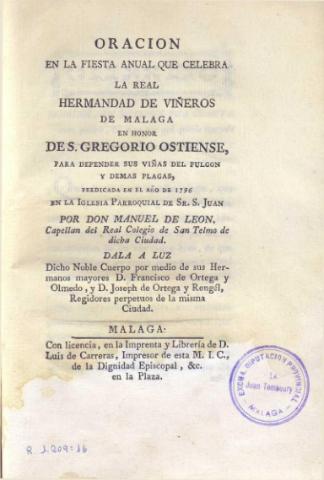 ORACION
EN LA FIESTA ANUAL QUE CELEBRA
LA REAL
HERMANDAD DE VIÑEROS
DE MALAGA
EN HONOR
DE S. GREGORIO OSTIENSE,
PARA DEFENDER SUS VIÑAS DEL PULGON
Y DEMAS PLAGAS,
PREDICADA EN EL AÑO DE 1796
EN LA IGLESIA PARROQUIAL DE SR. S. JUAN
POR DON MANUEL DE LEON,
Capellan del Real Colegio de San Telmo de
dicha Ciudad.
DALA A LUZ
Dicho Noble Cuerpo por medio de sus Her-
manos mayores D. Francisco de Ortega y
Olmedo, y D. Joseph de Ortega y Rengél,
Regidores perpetuos de la misma
Ciudad.
MALAGA:
Con licencia, en la Imprenta y Librería de D.
Luis de Carreras, Impresor de esta M. I. C.,
de la Dignidad Episcopal, &c.
en la Plaza.
EXCMA. DIPUTACION PROVINCIAL
Juan Temboury
- MALAGA -
R 3.209:16